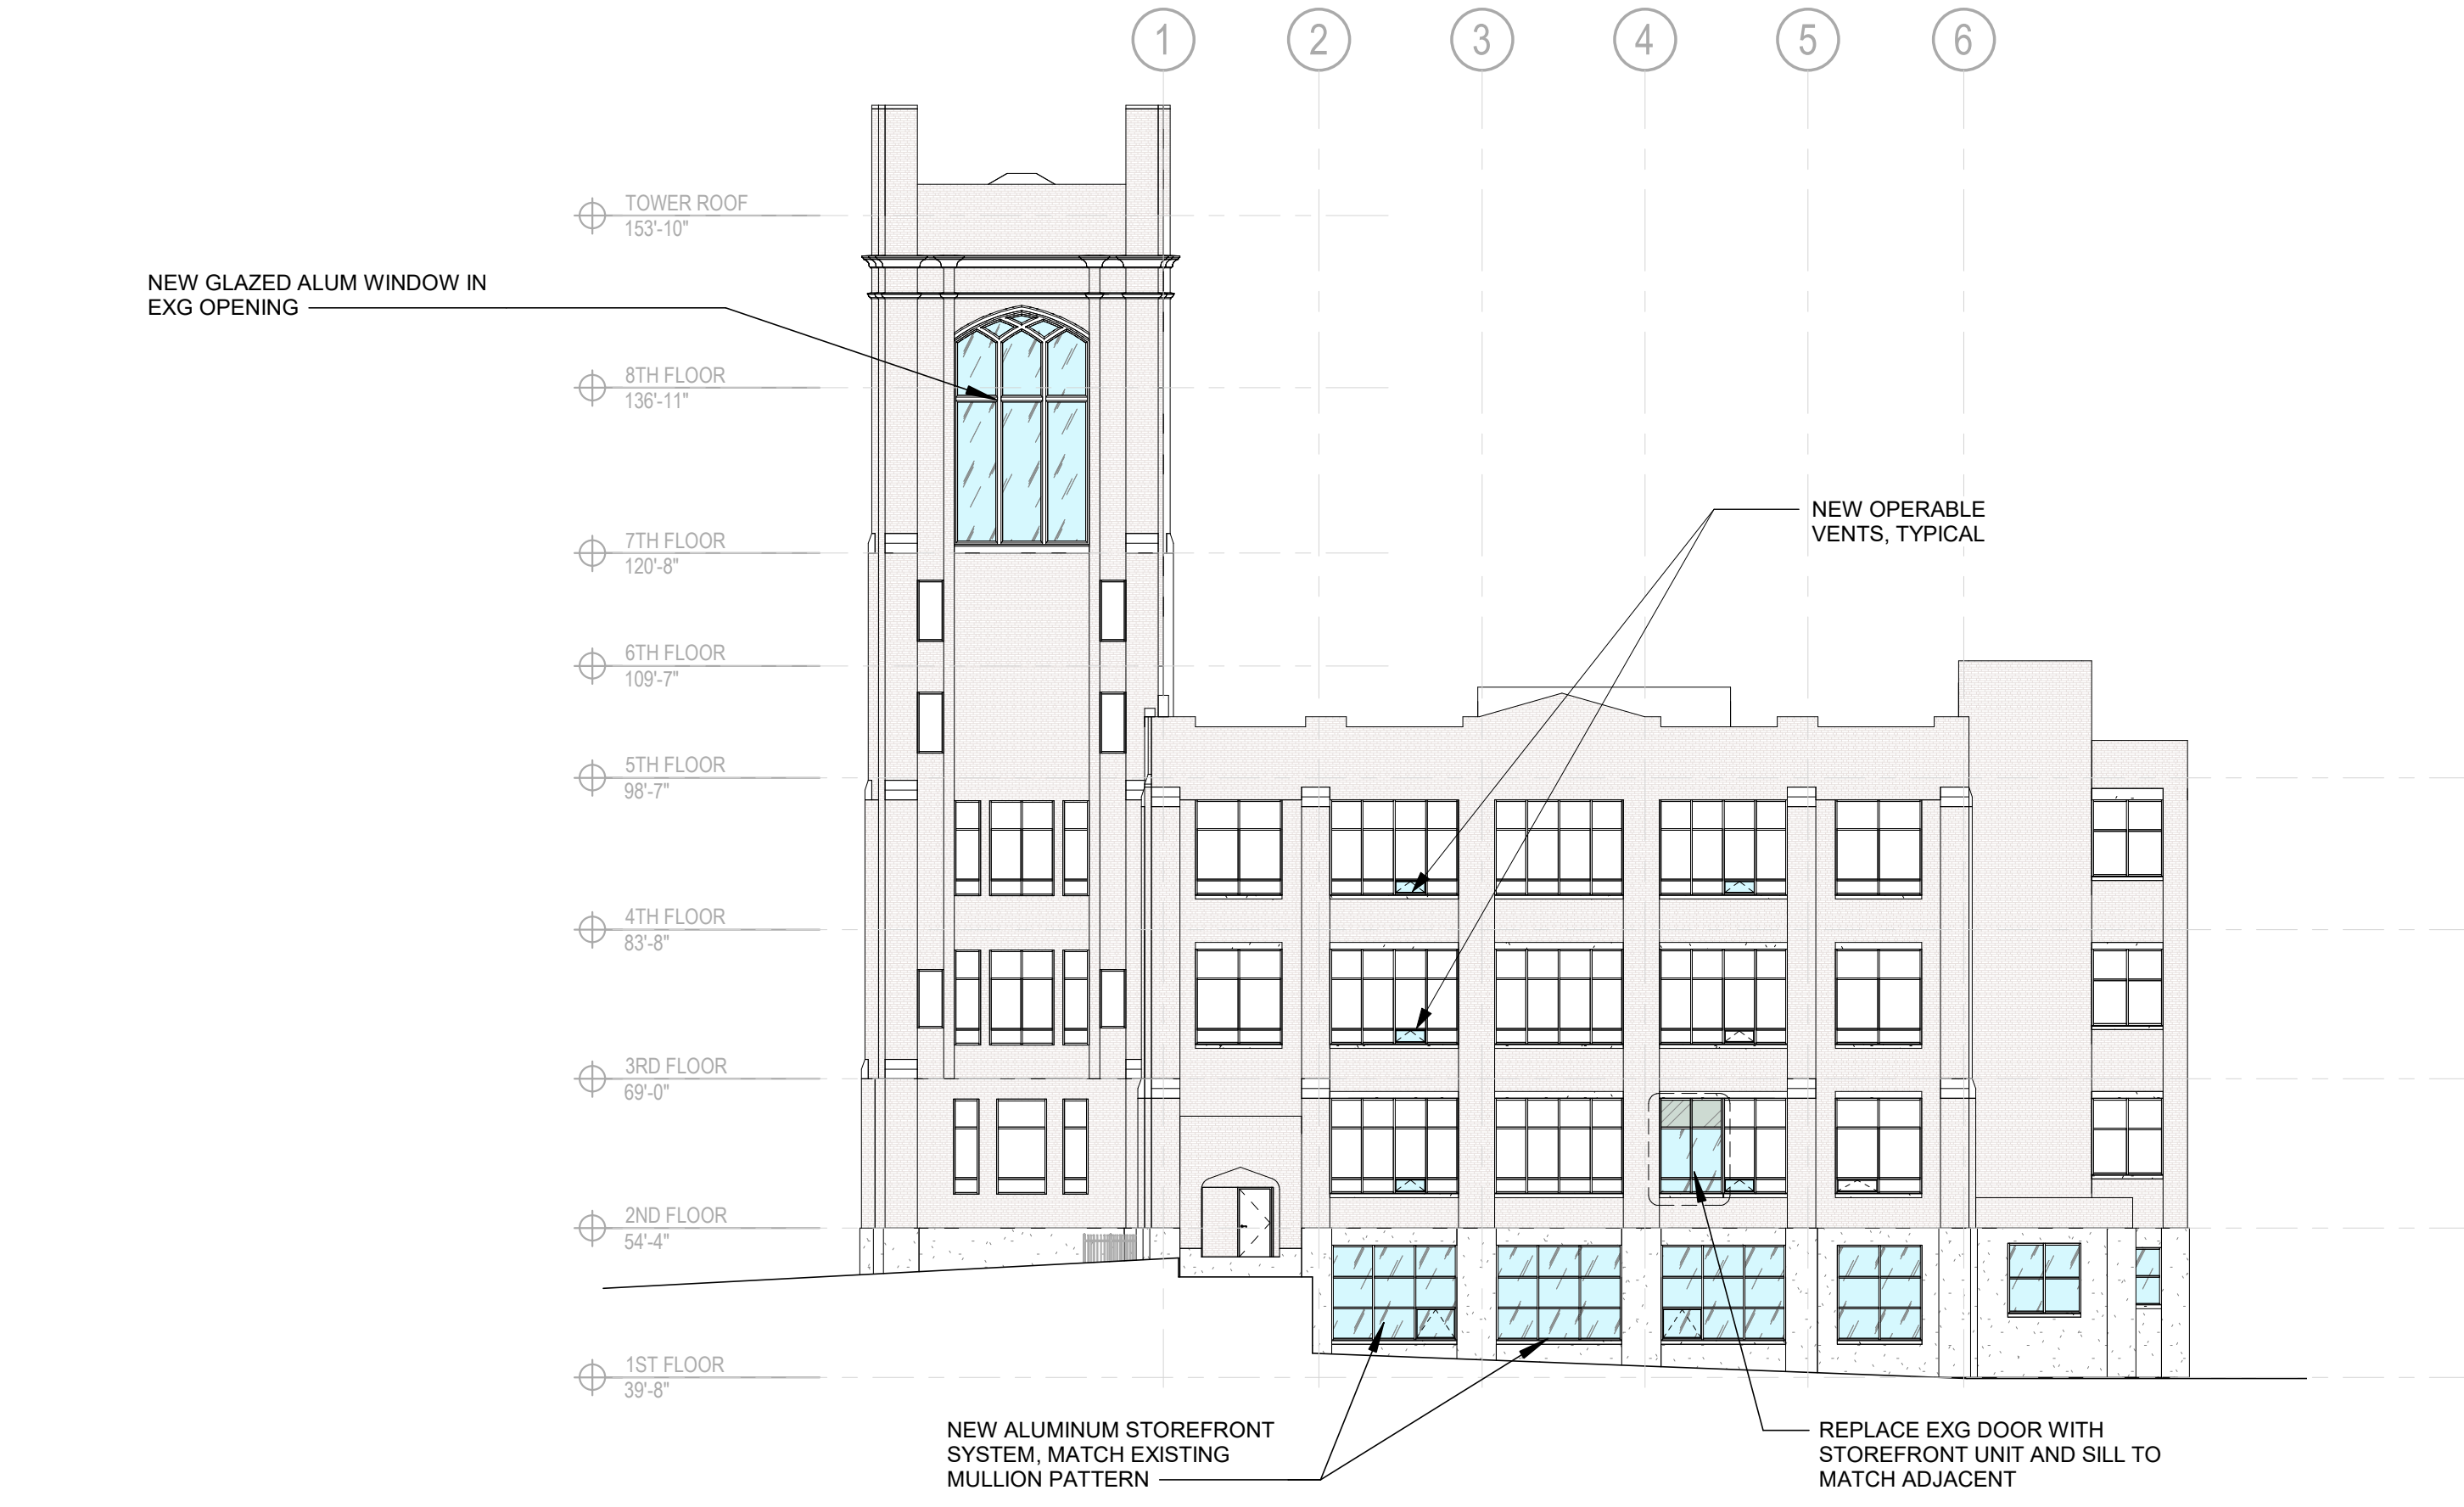 1 2 3 4 5 6
TOWER ROOF
153'-10"
NEW GLAZED ALUM WINDOW IN
EXG OPENING
8TH FLOOR
136'-11"
NEW OPERABLE
VENTS, TYPICAL
7TH FLOOR
120'-8"
6TH FLOOR
109'-7"
5TH FLOOR
98'-7"
4TH FLOOR
83'-8"
3RD FLOOR
69'-0"
2ND FLOOR
54'-4"
1ST FLOOR
39'-8"
NEW ALUMINUM STOREFRONT
SYSTEM, MATCH EXISTING
MULLION PATTERN
REPLACE EXG DOOR WITH
STOREFRONT UNIT AND SILL TO
MATCH ADJACENT